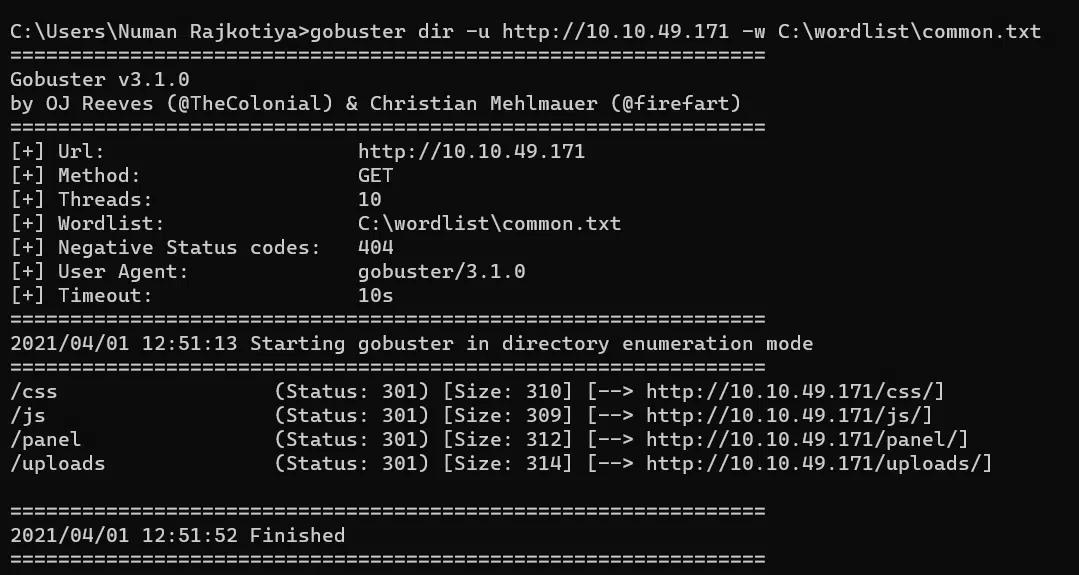 C:\Users\Numan Rajkotiya>gobuster dir -u http://10.10.49.171 -w C:\wordlist\common.txt
===============================================================
Gobuster v3.1.0
by OJ Reeves (@TheColonial) & Christian Mehlmauer (@firefart)
===============================================================
[+] Url:                     http://10.10.49.171
[+] Method:                  GET
[+] Threads:                 10
[+] Wordlist:                C:\wordlist\common.txt
[+] Negative Status codes:   404
[+] User Agent:              gobuster/3.1.0
[+] Timeout:                 10s
===============================================================
2021/04/01 12:51:13 Starting gobuster in directory enumeration mode
===============================================================
/css                  (Status: 301) [Size: 310] [--> http://10.10.49.171/css/]
/js                   (Status: 301) [Size: 309] [--> http://10.10.49.171/js/]
/panel                (Status: 301) [Size: 312] [--> http://10.10.49.171/panel/]
/uploads              (Status: 301) [Size: 314] [--> http://10.10.49.171/uploads/]
===============================================================
2021/04/01 12:51:52 Finished
===============================================================